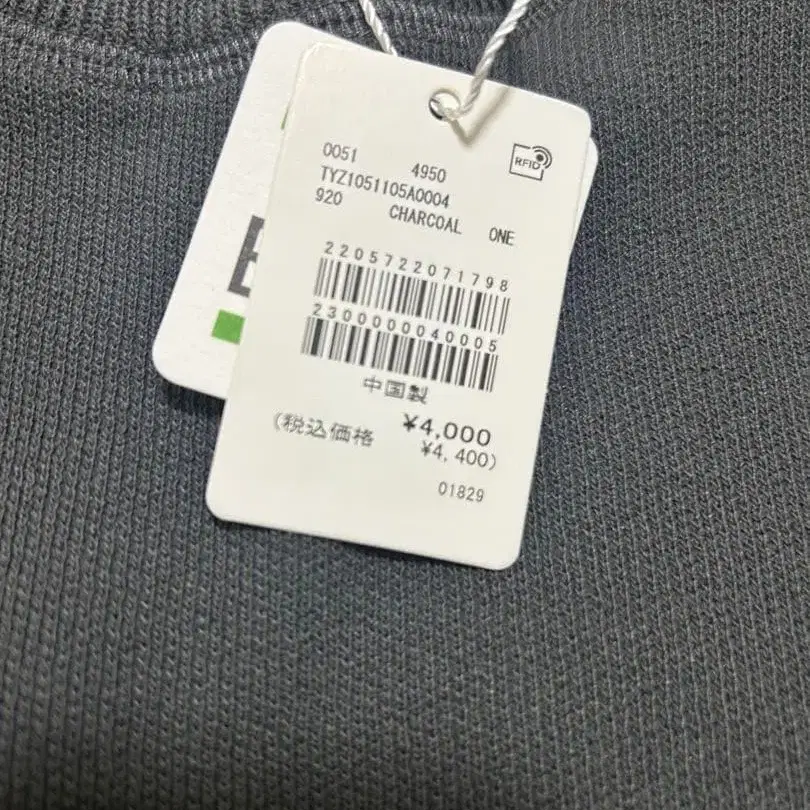 0051 4950
RFID
TYZ1051105A0004
920 CHARCOAL ONE
2205722071798
2300000040005
中国製
¥4,000
(税込価格 ¥4,400)
01829